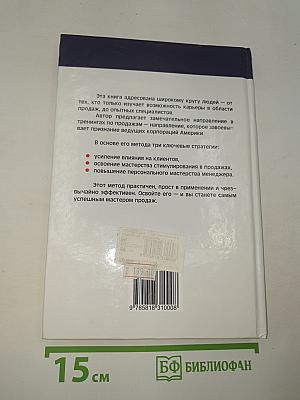 Эта книга адресована широкому кругу людей — от
тех, кто только изучает возможность карьеры в области
продаж, до опытных специалистов.
Автор предлагает замечательное направление в
тренингах по продажам — направление, которое завоевы-
вает признание ведущих корпораций Америки.
В основе его метода три ключевые стратегии:
• усиление влияния на клиентов,
• освоение мастерства стимулирования в продажах,
• повышение персонального мастерства менеджера.
Этот метод практичен, прост в применении и чрез-
вычайно эффективен. Освойте его — и вы станете самым
успешным мастером продаж.
9785818310008
15 см
БФ БИБЛИОФАН